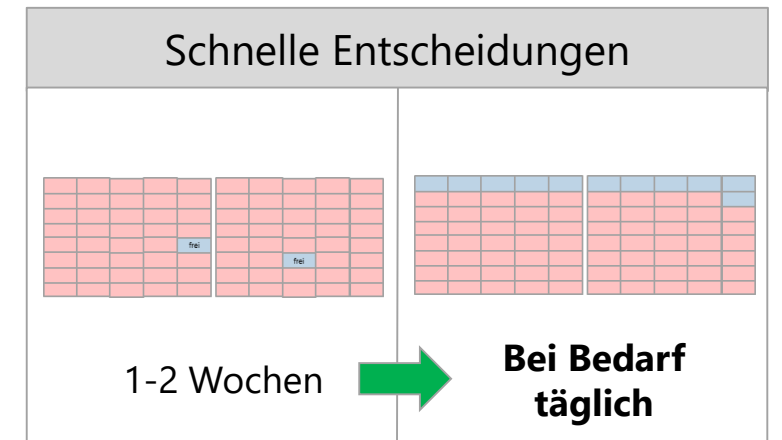 Schnelle Entscheidungen
frei
frei
1-2 Wochen
Bei Bedarf
täglich